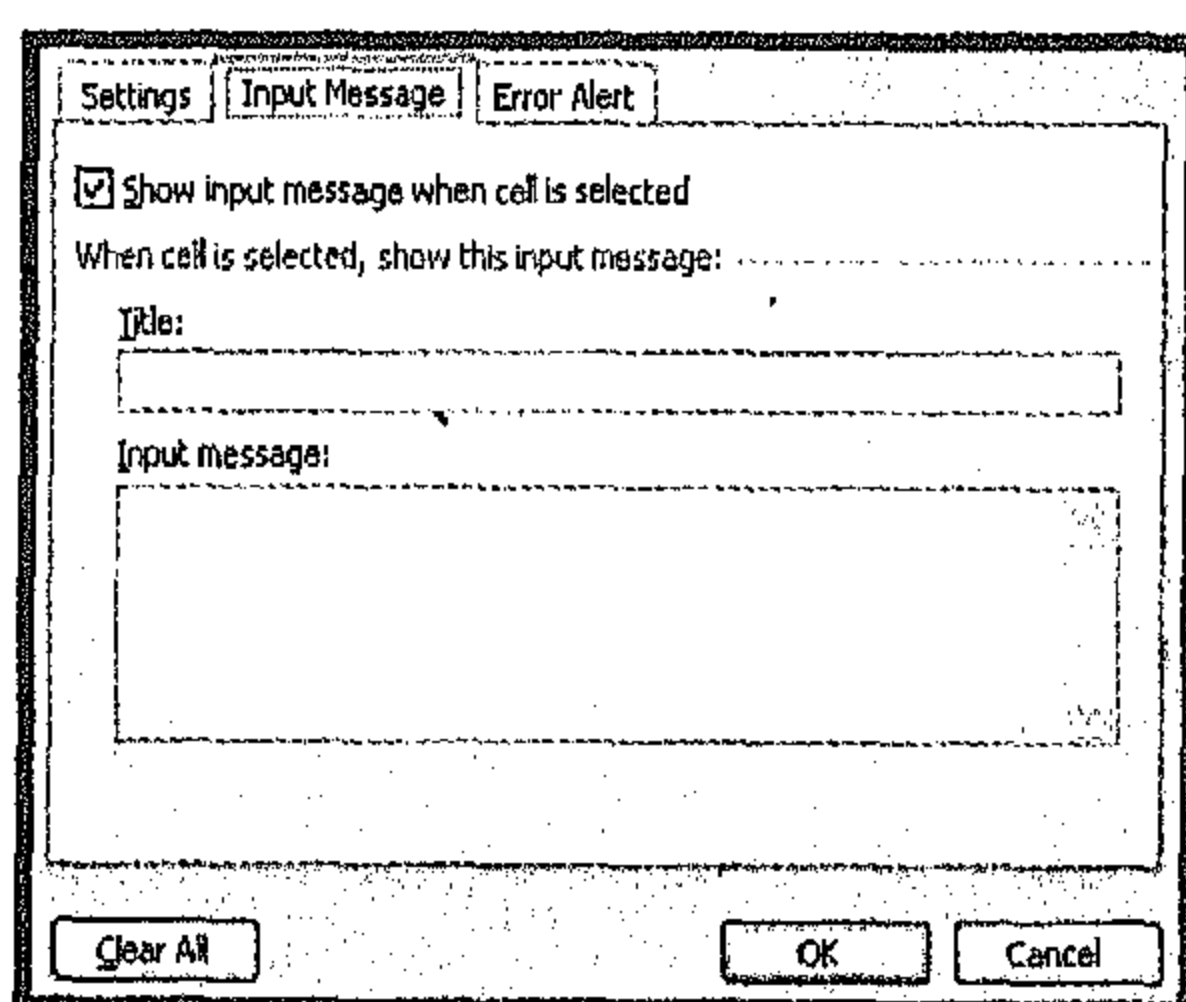 Settings Input Message Error Alert
Show input message when cell is selected
When cell is selected, show this input message:
Title:
Input message:
Clear All OK Cancel